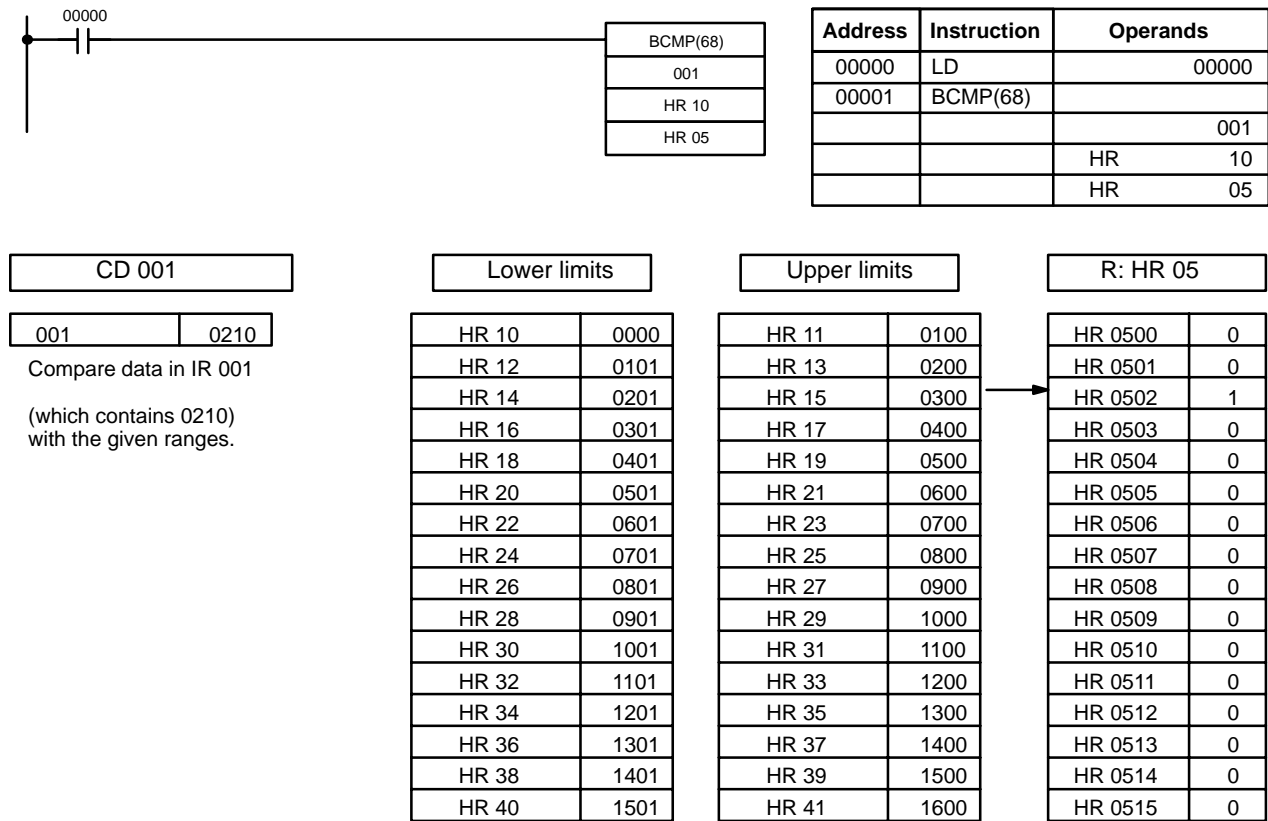 00000
BCMP(68)
001
HR 10
HR 05
Address Instruction Operands
00000 LD 00000
00001 BCMP(68)
001
HR 10
HR 05
CD 001
001 0210
Compare data in IR 001
(which contains 0210)
with the given ranges.
Lower limits Upper limits R: HR 05
HR 10 0000 HR 11 0100 HR 0500 0
HR 12 0101 HR 13 0200 HR 0501 0
HR 14 0201 HR 15 0300 HR 0502 1
HR 16 0301 HR 17 0400 HR 0503 0
HR 18 0401 HR 19 0500 HR 0504 0
HR 20 0501 HR 21 0600 HR 0505 0
HR 22 0601 HR 23 0700 HR 0506 0
HR 24 0701 HR 25 0800 HR 0507 0
HR 26 0801 HR 27 0900 HR 0508 0
HR 28 0901 HR 29 1000 HR 0509 0
HR 30 1001 HR 31 1100 HR 0510 0
HR 32 1101 HR 33 1200 HR 0511 0
HR 34 1201 HR 35 1300 HR 0512 0
HR 36 1301 HR 37 1400 HR 0513 0
HR 38 1401 HR 39 1500 HR 0514 0
HR 40 1501 HR 41 1600 HR 0515 0